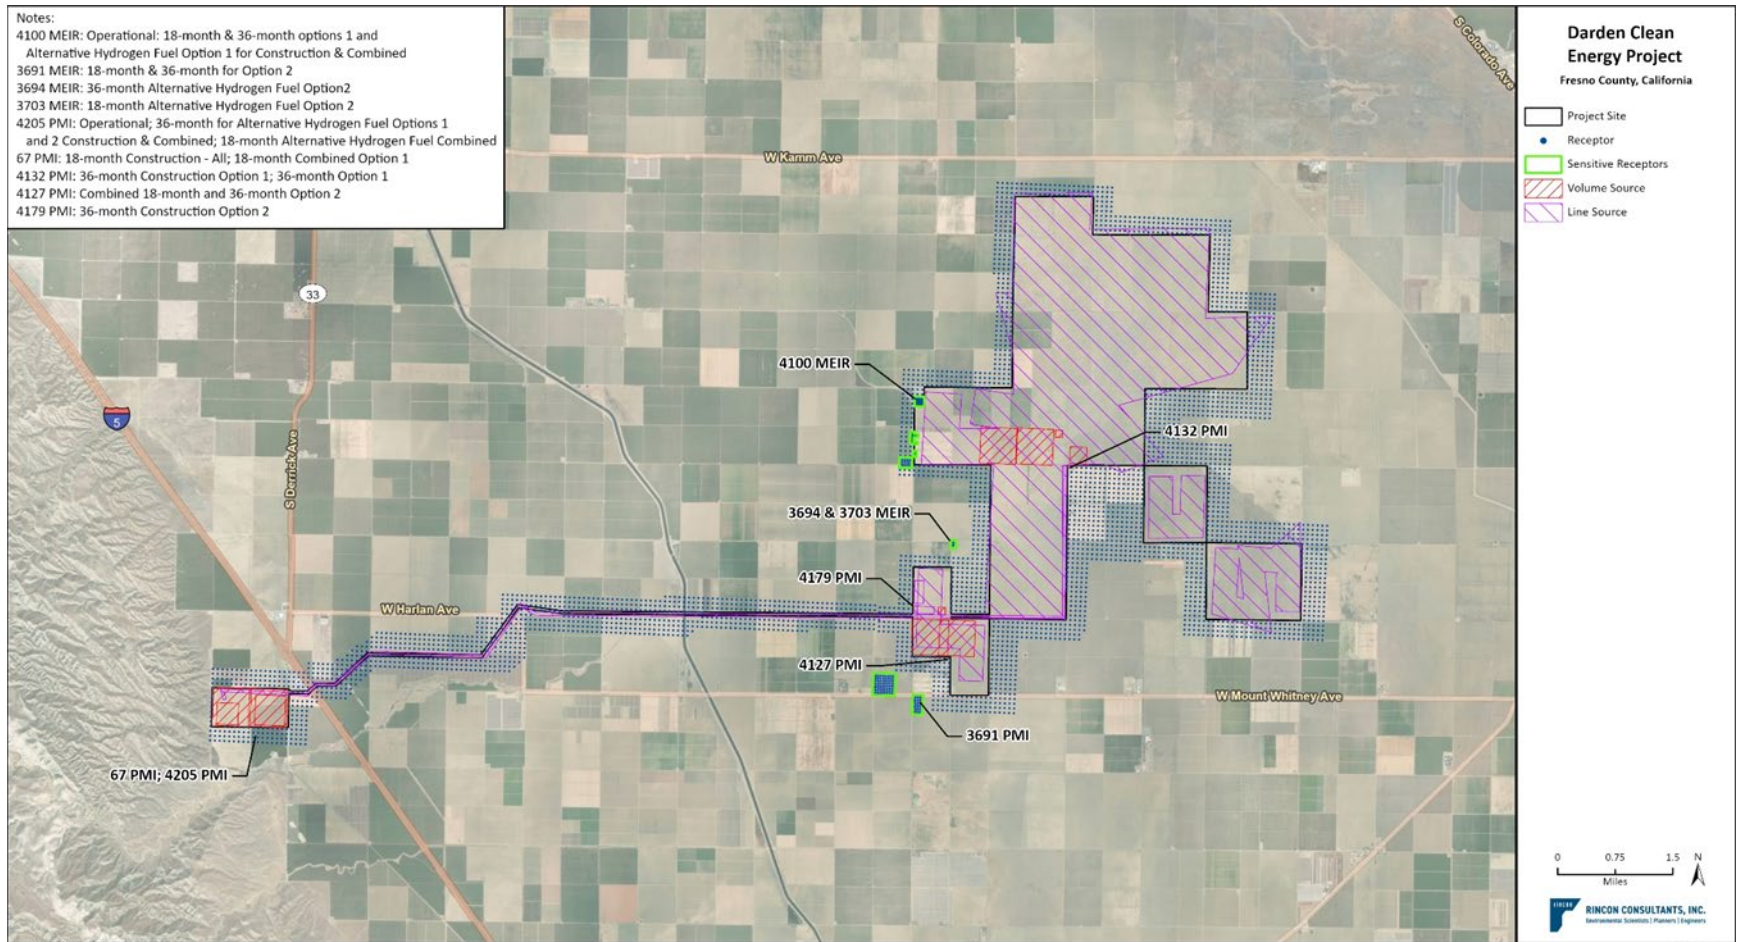 Notes:
4100 MEIR: Operational: 18-month & 36-month options 1 and
Alternative Hydrogen Fuel Option 1 for Construction & Combined
3691 MEIR: 18-month & 36-month for Option 2
3694 MEIR: 36-month Alternative Hydrogen Fuel Option2
3703 MEIR: 18-month Alternative Hydrogen Fuel Option 2
4205 PMI: Operational; 36-month for Alternative Hydrogen Fuel Options 1
and 2 Construction & Combined; 18-month Alternative Hydrogen Fuel Combined
67 PMI: 18-month Construction - All; 18-month Combined Option 1
4132 PMI: 36-month Construction Option 1; 36-month Option 1
4127 PMI: Combined 18-month and 36-month Option 2
4179 PMI: 36-month Construction Option 2
S Colorado Ave
W Kamm Ave
33
5
S Derrick Ave
4100 MEIR
4132 PMI
3694 & 3703 MEIR
4179 PMI
W Harlan Ave
4127 PMI
W Mount Whitney Ave
3691 PMI
67 PMI; 4205 PMI
Darden Clean
Energy Project
Fresno County, California
Project Site
Receptor
Sensitive Receptors
Volume Source
Line Source
0 0.75 1.5 N
Miles
RINCON
RINCON CONSULTANTS, INC.
Environmental Scientists | Planners | Engineers